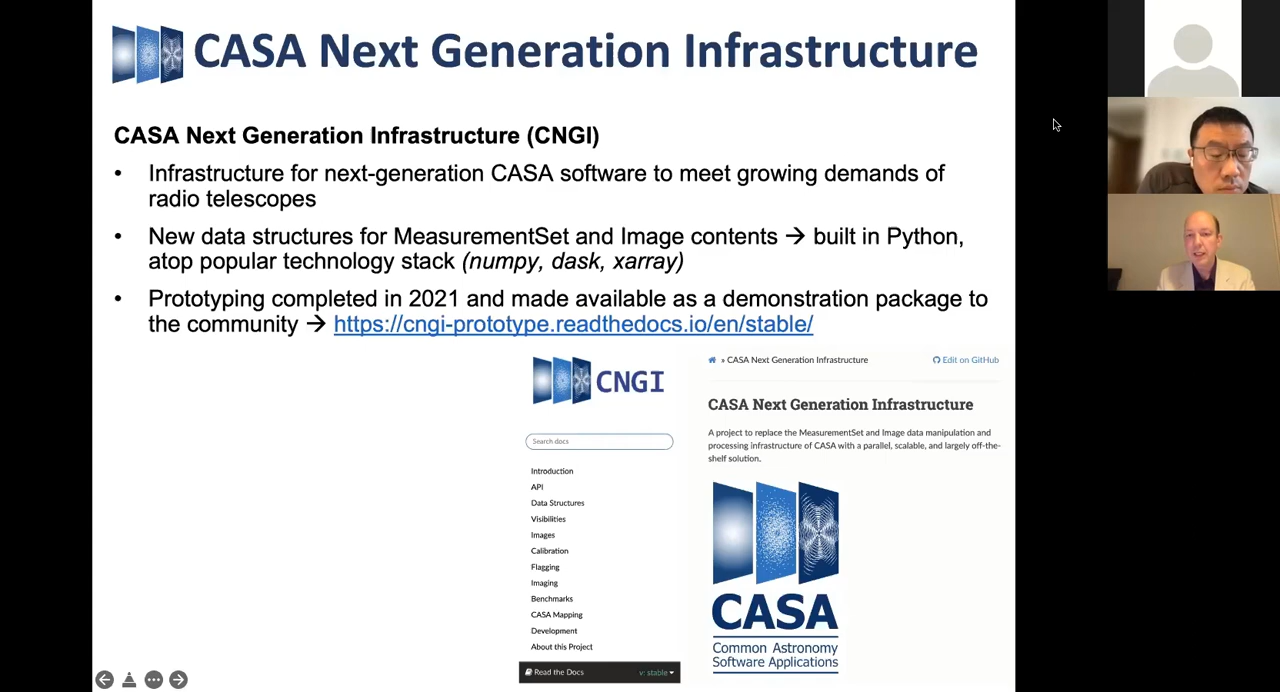 CASA Next Generation Infrastructure
CASA Next Generation Infrastructure (CNGI)
• Infrastructure for next-generation CASA software to meet growing demands of
radio telescopes
• New data structures for MeasurementSet and Image contents → built in Python,
atop popular technology stack (numpy, dask, xarray)
• Prototyping completed in 2021 and made available as a demonstration package to
the community → https://cngi-prototype.readthedocs.io/en/stable/
CNGI
Search docs
Introduction
API
Data Structures
Visibilities
Images
Calibration
Flagging
Imaging
Benchmarks
CASA Mapping
Development
About this Project
Read the Docs v: stable
» CASA Next Generation Infrastructure Edit on GitHub
CASA Next Generation Infrastructure
A project to replace the MeasurementSet and Image data manipulation and
processing infrastructure of CASA with a parallel, scalable, and largely off-the-
shelf solution.
CASA
Common Astronomy
Software Applications